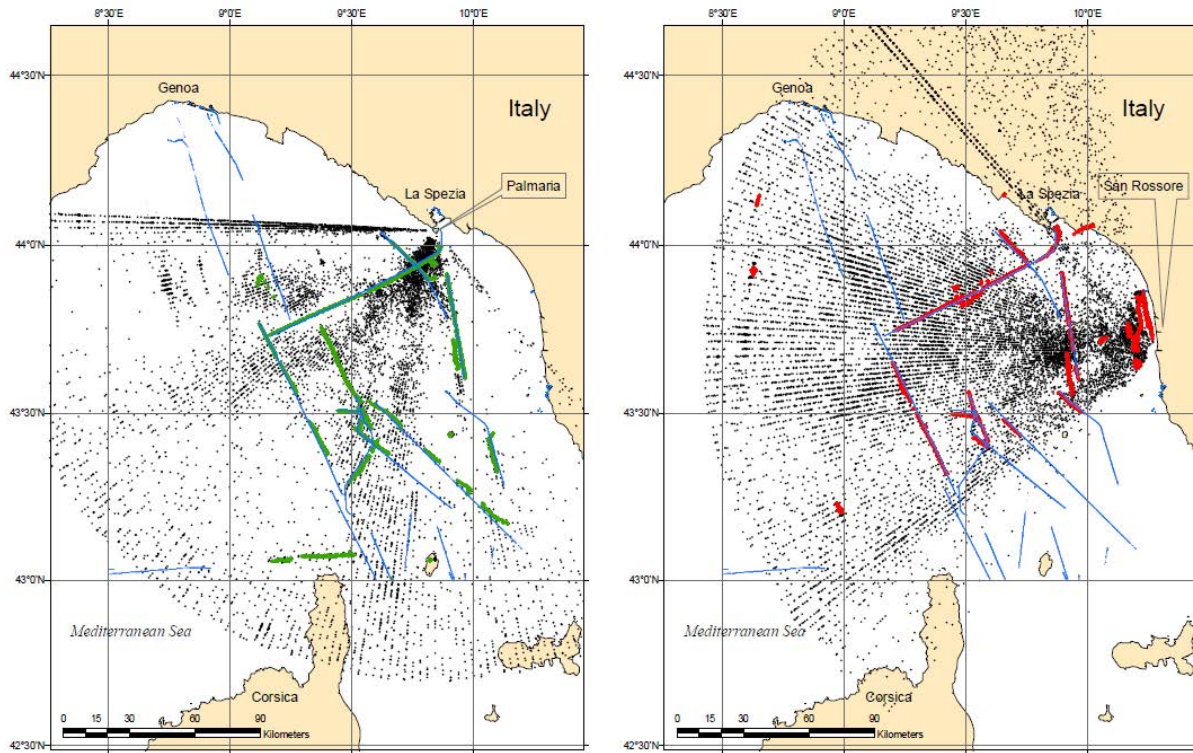 8°30'E 9°0'E 9°30'E 10°0'E
44°30'N
Genoa
Italy
La Spezia
Palmaria
44°0'N
43°30'N
43°0'N
Mediterranean Sea
Corsica
0 15 30 60 90
Kilometers
42°30'N
8°30'E 9°0'E 9°30'E 10°0'E
44°30'N
Genoa
Italy
La Spezia
San Rossore
44°0'N
43°30'N
43°0'N
Mediterranean Sea
Corsica
0 15 30 60 90
Kilometers
42°30'N